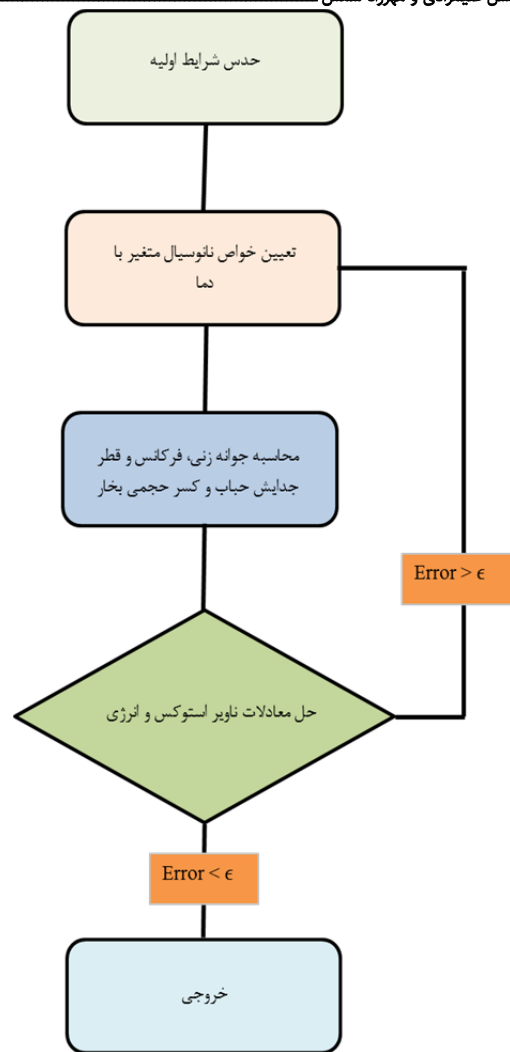 حدس شرایط اولیه
تعیین خواص نانوسیال متغیر با
دما
محاسبه جوانه زنی، فرکانس و قطر
جدایش حباب و کسر حجمی بخار
Error > ϵ
حل معادلات ناویر استوکس و انرژی
Error < ϵ
خروجی